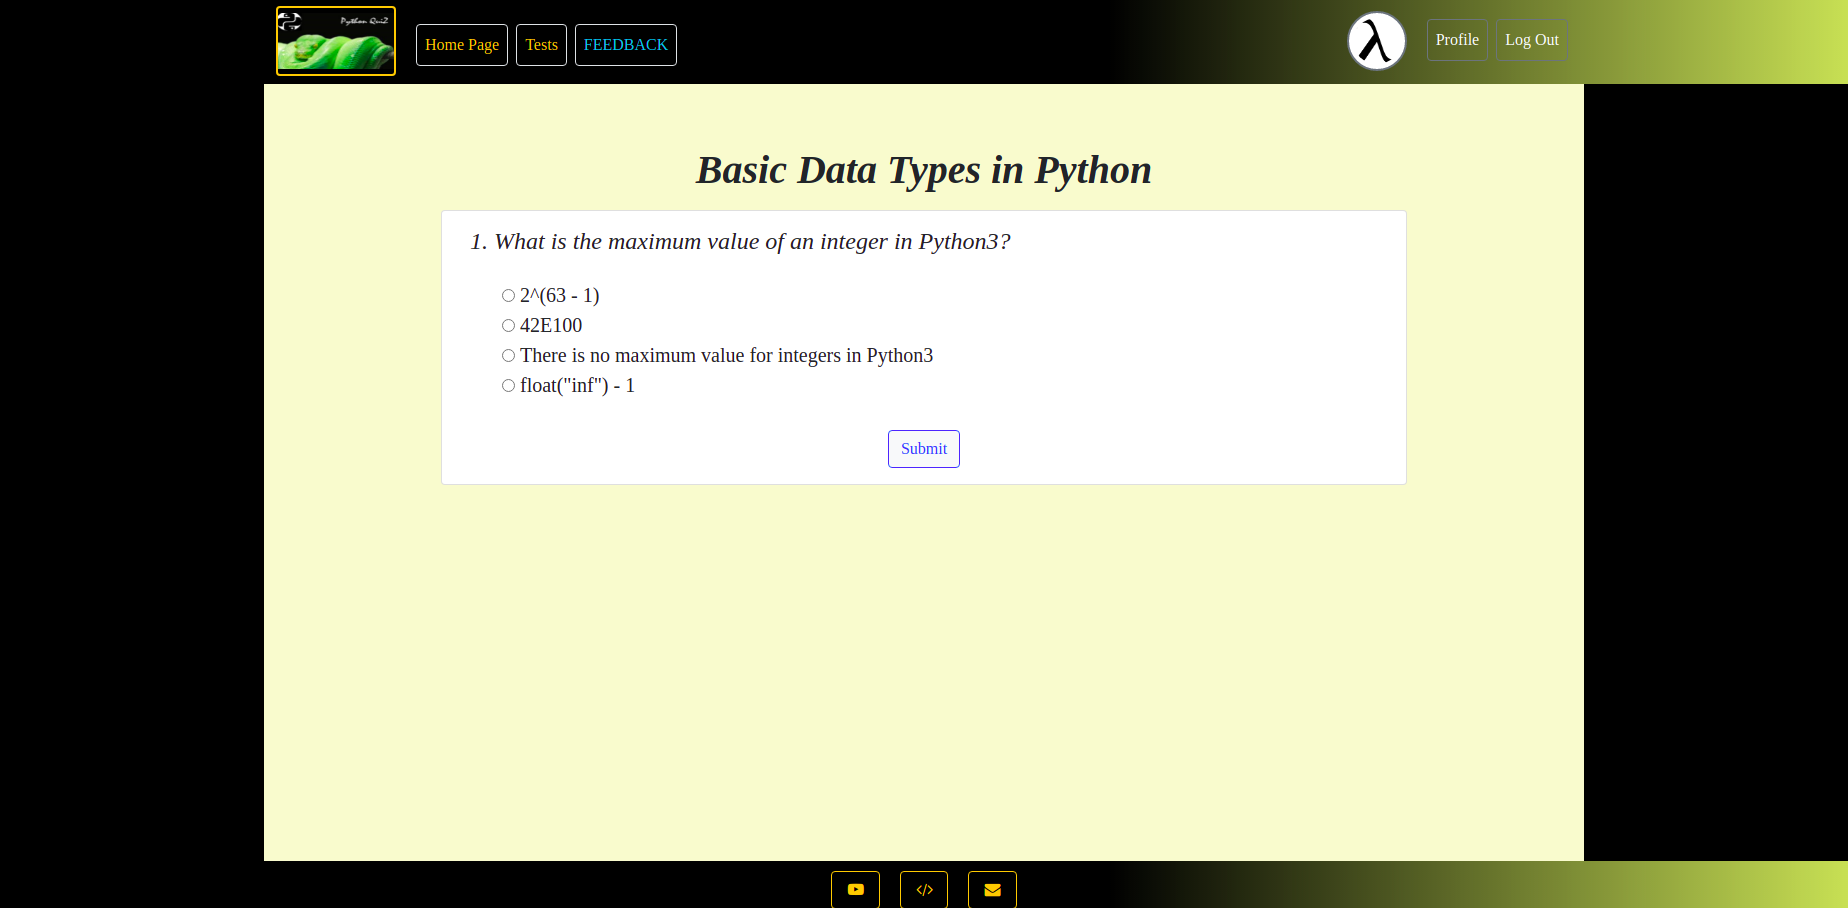 Python QuiZ
Home Page
Tests
FEEDBACK
λ
Profile
Log Out
Basic Data Types in Python
1. What is the maximum value of an integer in Python3?
2^(63 - 1)
42E100
There is no maximum value for integers in Python3
float("inf") - 1
Submit